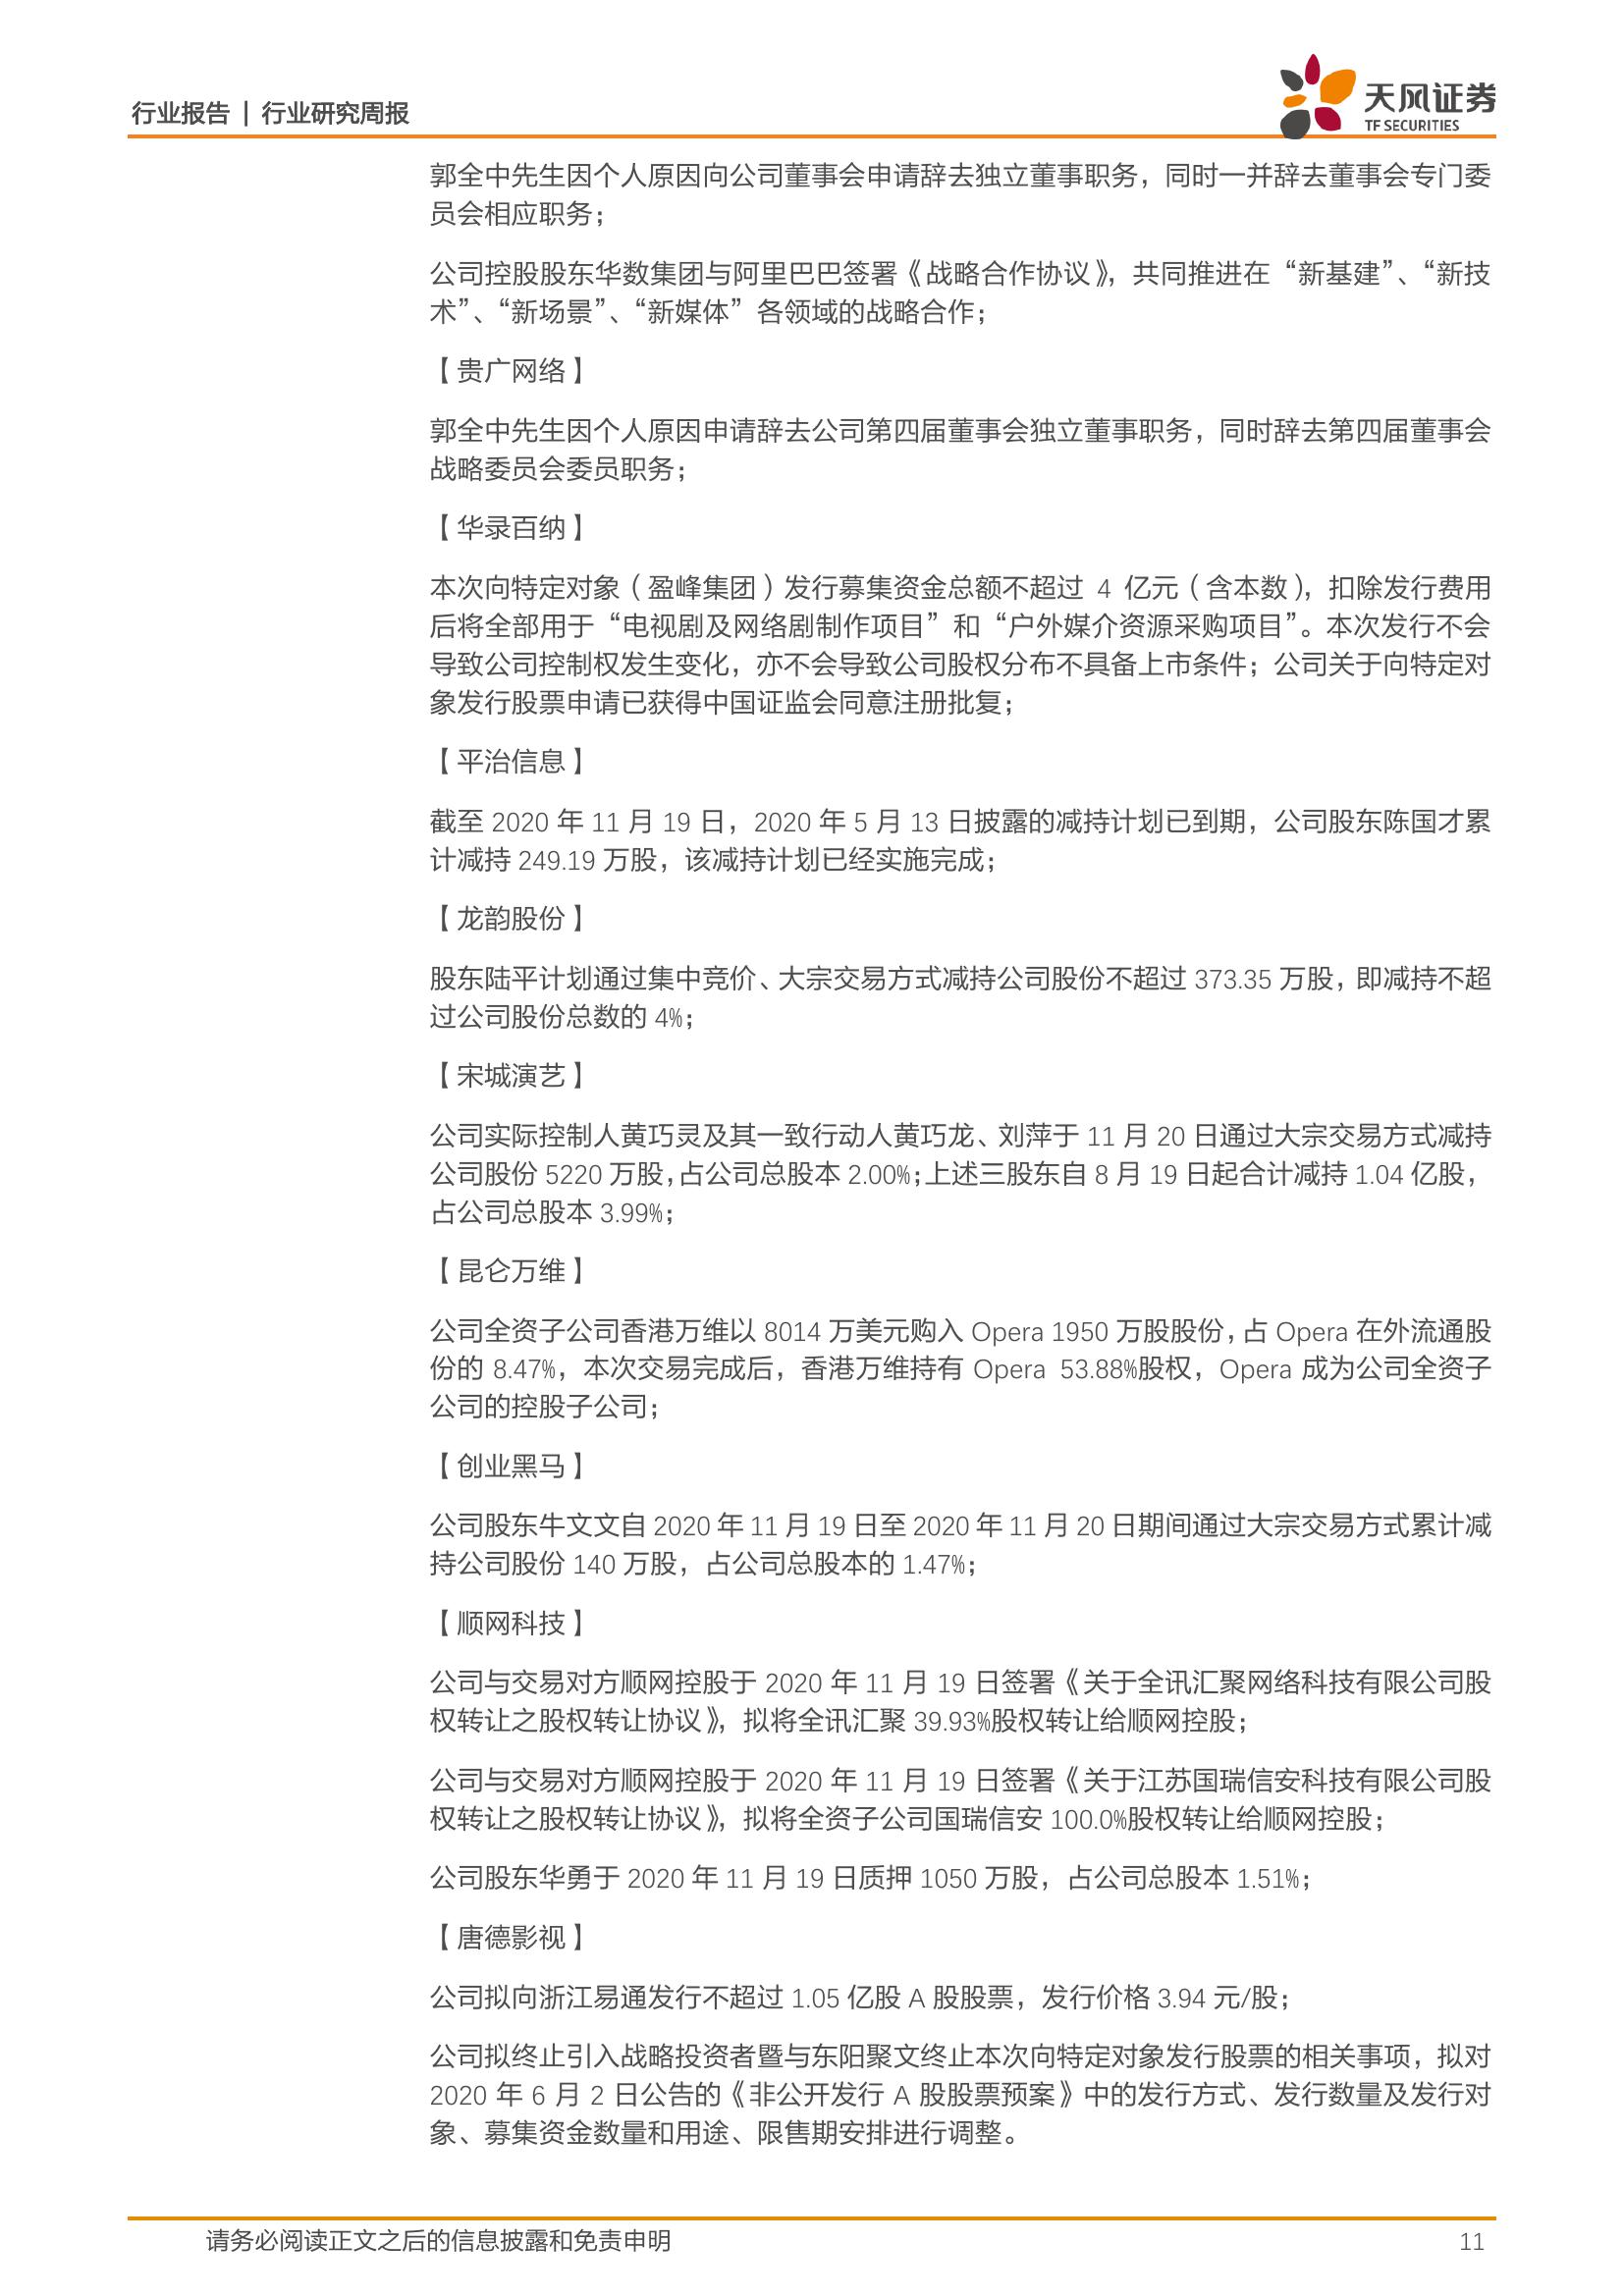 行业报告 | 行业研究周报
天风证券
TF SECURITIES
郭全中先生因个人原因向公司董事会申请辞去独立董事职务，同时一并辞去董事会专门委
员会相应职务；
公司控股股东华数集团与阿里巴巴签署《战略合作协议》，共同推进在“新基建”、“新技
术”、“新场景”、“新媒体”各领域的战略合作；
【贵广网络】
郭全中先生因个人原因申请辞去公司第四届董事会独立董事职务，同时辞去第四届董事会
战略委员会委员职务；
【华录百纳】
本次向特定对象（盈峰集团）发行募集资金总额不超过 4 亿元（含本数），扣除发行费用
后将全部用于“电视剧及网络剧制作项目”和“户外媒介资源采购项目”。本次发行不会
导致公司控制权发生变化，亦不会导致公司股权分布不具备上市条件；公司关于向特定对
象发行股票申请已获得中国证监会同意注册批复；
【平治信息】
截至 2020 年 11 月 19 日，2020 年 5 月 13 日披露的减持计划已到期，公司股东陈国才累
计减持 249.19 万股，该减持计划已经实施完成；
【龙韵股份】
股东陆平计划通过集中竞价、大宗交易方式减持公司股份不超过 373.35 万股，即减持不超
过公司股份总数的 4%；
【宋城演艺】
公司实际控制人黄巧灵及其一致行动人黄巧龙、刘萍于 11 月 20 日通过大宗交易方式减持
公司股份 5220 万股，占公司总股本 2.00%；上述三股东自 8 月 19 日起合计减持 1.04 亿股，
占公司总股本 3.99%；
【昆仑万维】
公司全资子公司香港万维以 8014 万美元购入 Opera 1950 万股股份，占 Opera 在外流通股
份的 8.47%，本次交易完成后，香港万维持有 Opera 53.88%股权，Opera 成为公司全资子
公司的控股子公司；
【创业黑马】
公司股东牛文文自 2020 年 11 月 19 日至 2020 年 11 月 20 日期间通过大宗交易方式累计减
持公司股份 140 万股，占公司总股本的 1.47%；
【顺网科技】
公司与交易对方顺网控股于 2020 年 11 月 19 日签署《关于全讯汇聚网络科技有限公司股
权转让之股权转让协议》，拟将全讯汇聚 39.93%股权转让给顺网控股；
公司与交易对方顺网控股于 2020 年 11 月 19 日签署《关于江苏国瑞信安科技有限公司股
权转让之股权转让协议》，拟将全资子公司国瑞信安 100.0%股权转让给顺网控股；
公司股东华勇于 2020 年 11 月 19 日质押 1050 万股，占公司总股本 1.51%；
【唐德影视】
公司拟向浙江易通发行不超过 1.05 亿股 A 股股票，发行价格 3.94 元/股；
公司拟终止引入战略投资者暨与东阳聚文终止本次向特定对象发行股票的相关事项，拟对
2020 年 6 月 2 日公告的《非公开发行 A 股股票预案》中的发行方式、发行数量及发行对
象、募集资金数量和用途、限售期安排进行调整。
请务必阅读正文之后的信息披露和免责申明
11